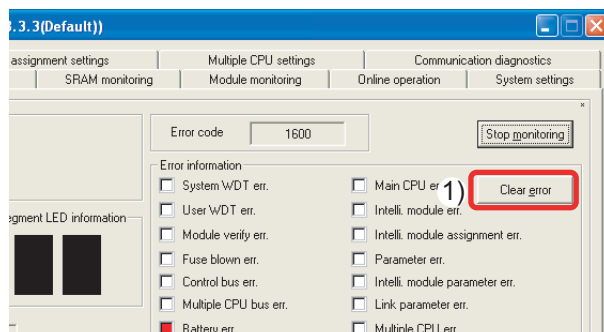 3.3.3(Default))
assignment settings Multiple CPU settings Communication diagnostics
SRAM monitoring Module monitoring Online operation System settings
Error code 1600 Stop monitoring
Error information
System WDT err. Main CPU er 1) Clear error
User WDT err. Intelli. module err.
egment LED information
Module verify err. Intelli. module assignment err.
Fuse blown err. Parameter err.
Control bus err. Intelli. module parameter err.
Multiple CPU bus err. Link parameter err.
Battery err. Multiple CPU err.